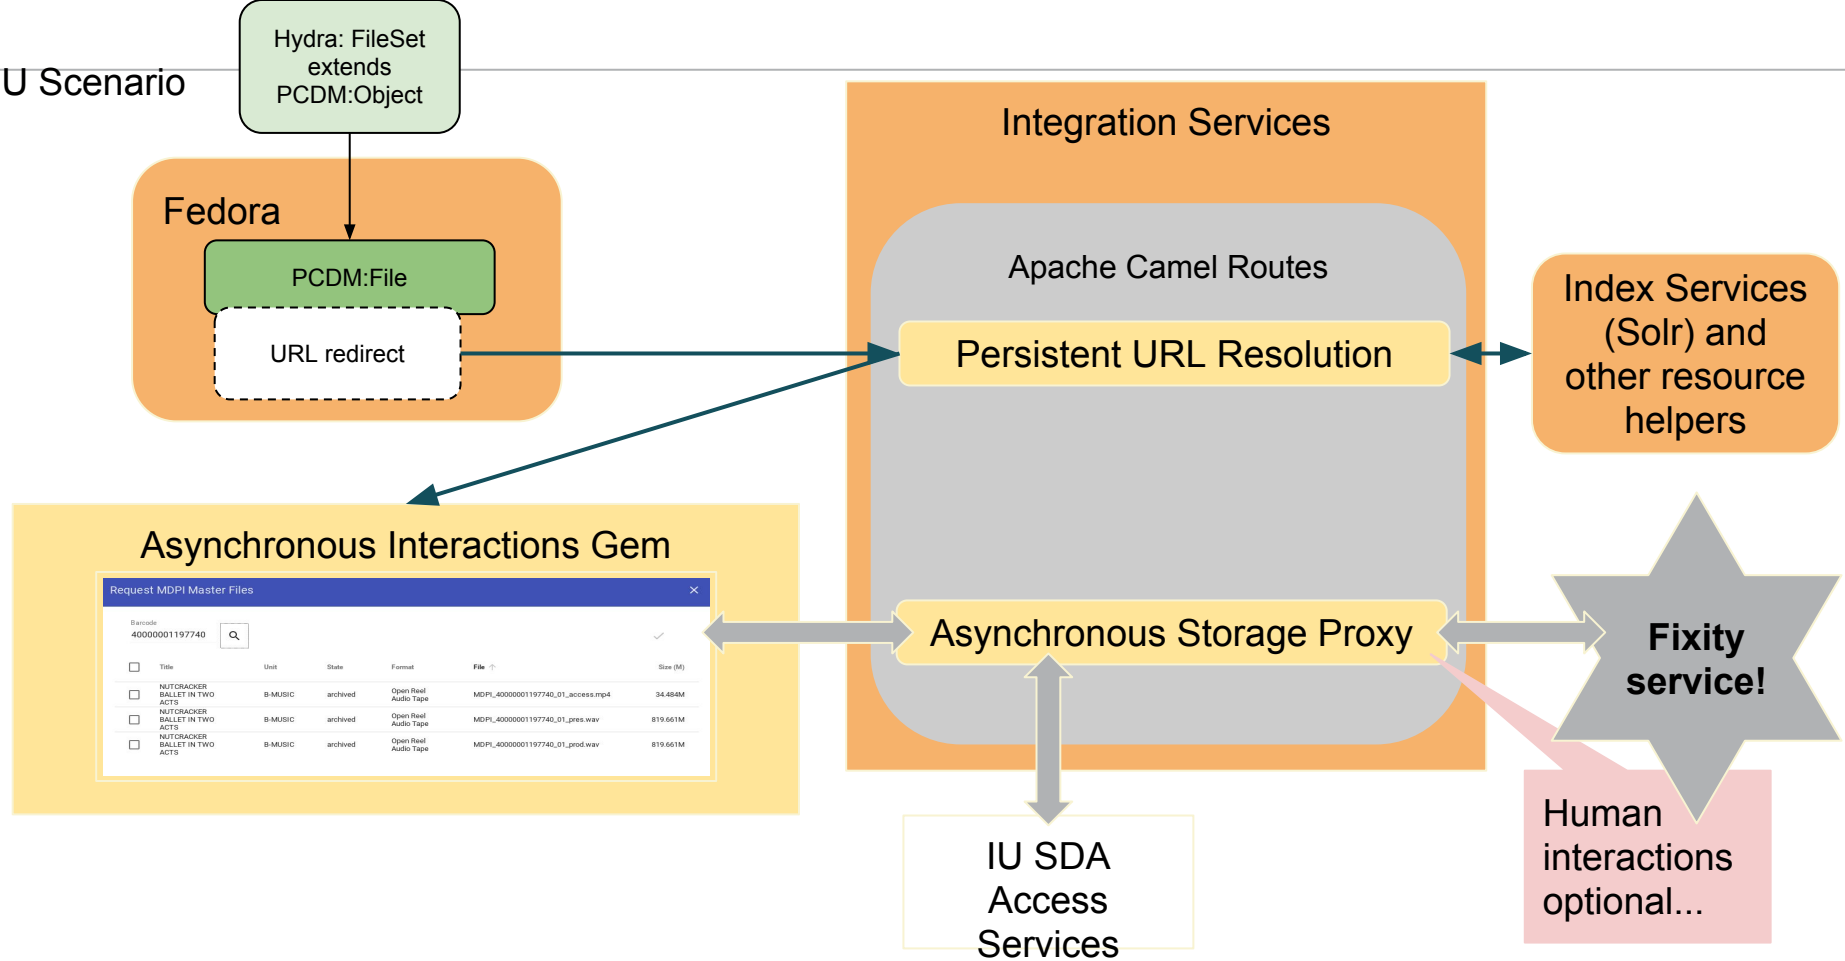 Hydra: FileSet
extends
PCDM:Object
U Scenario
Integration Services
Fedora
PCDM:File
URL redirect
Apache Camel Routes
Persistent URL Resolution
Index Services
(Solr) and
other resource
helpers
Asynchronous Interactions Gem
Request MDPI Master Files
Barcode
40000001197740
Title Unit State Format File ↑ Size (M)
NUTCRACKER
BALLET IN TWO
ACTS
B-MUSIC
archived
Open Reel
Audio Tape
MDPI_40000001197740_01_access.mp4
34.484M
NUTCRACKER
BALLET IN TWO
ACTS
B-MUSIC
archived
Open Reel
Audio Tape
MDPI_40000001197740_01_pres.wav
819.661M
NUTCRACKER
BALLET IN TWO
ACTS
B-MUSIC
archived
Open Reel
Audio Tape
MDPI_40000001197740_01_prod.wav
819.661M
Asynchronous Storage Proxy
Fixity
service!
IU SDA
Access
Services
Human
interactions
optional...